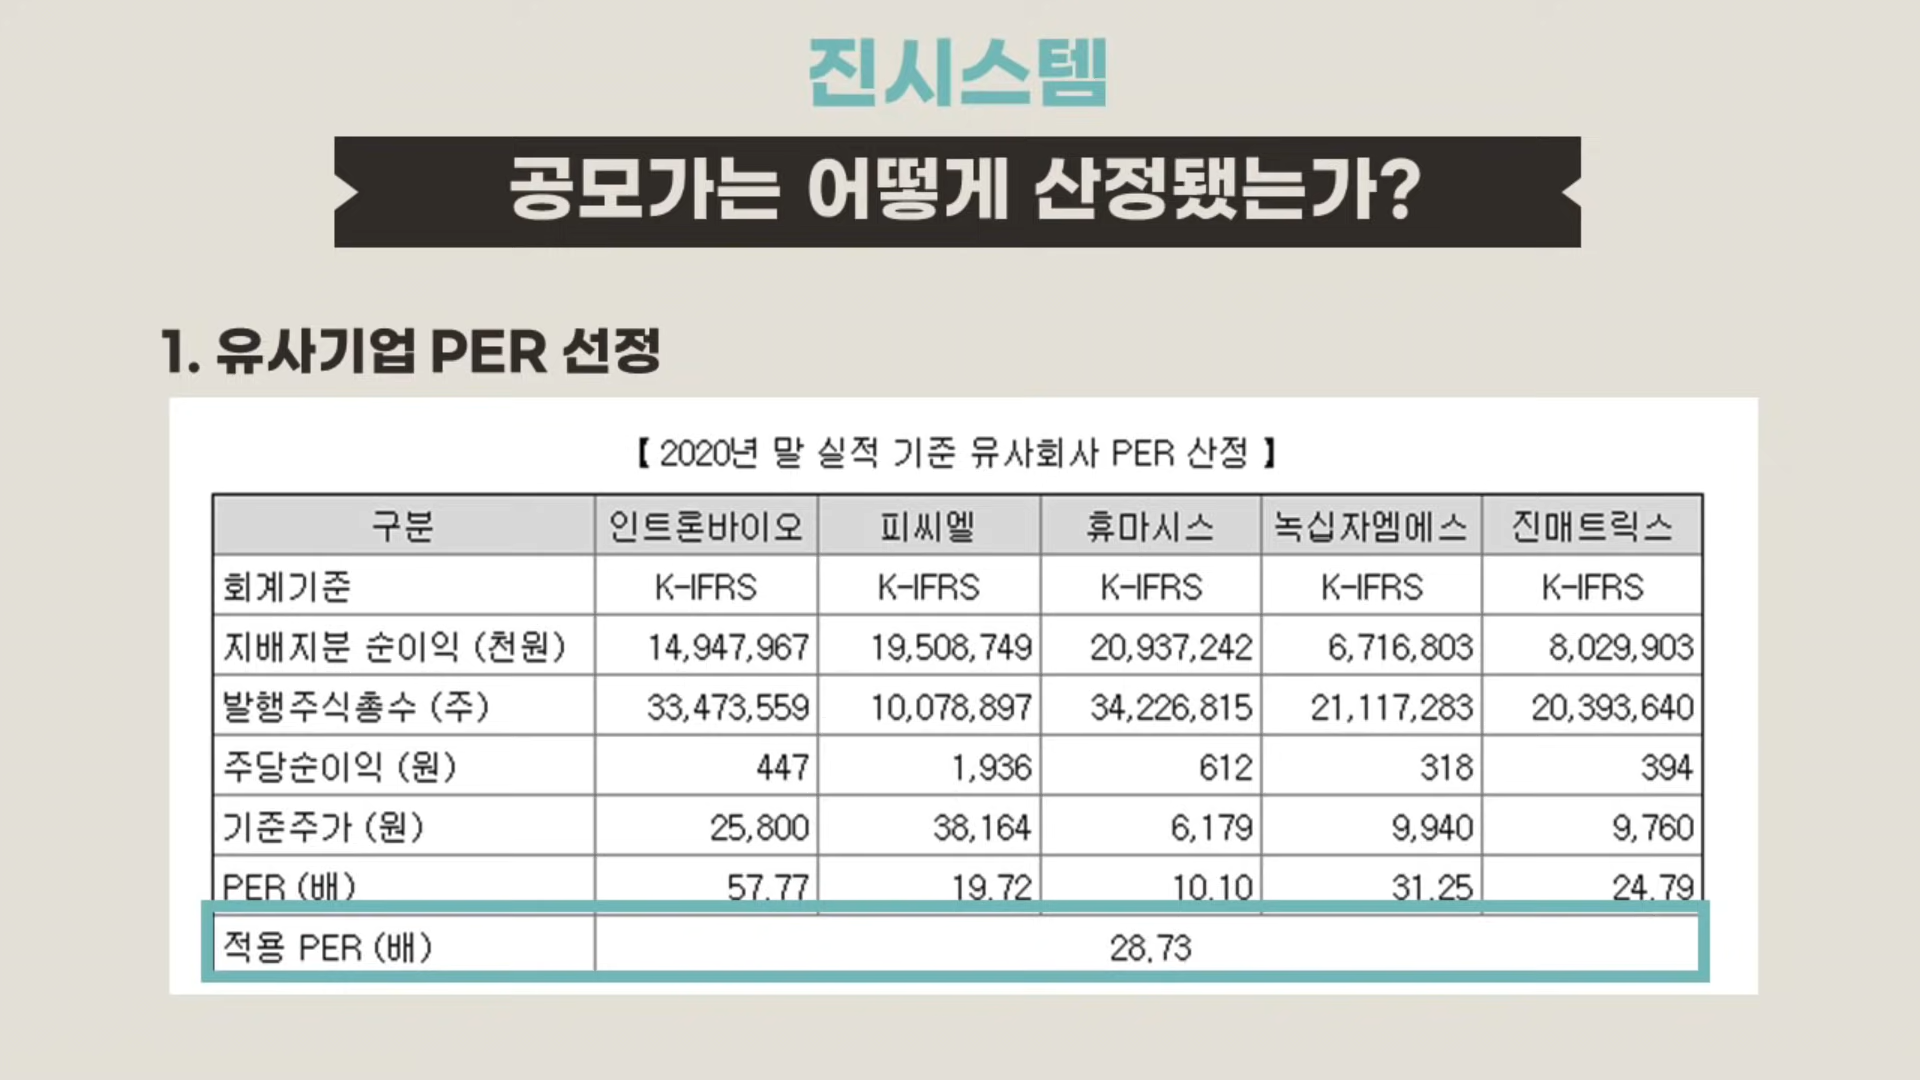 진시스템
공모가는 어떻게 산정됐는가?
1. 유사기업 PER 선정
【 2020년 말 실적 기준 유사회사 PER 산정 】
구분 인트론바이오 피씨엘 휴마시스 녹십자엠에스 진매트릭스
회계기준 K-IFRS K-IFRS K-IFRS K-IFRS K-IFRS
지배지분 순이익 (천원) 14,947,967 19,508,749 20,937,242 6,716,803 8,029,903
발행주식총수 (주) 33,473,559 10,078,897 34,226,815 21,117,283 20,393,640
주당순이익 (원) 447 1,936 612 318 394
기준주가 (원) 25,800 38,164 6,179 9,940 9,760
PER (배) 57.77 19.72 10.10 31.25 24.79
적용 PER (배) 28.73